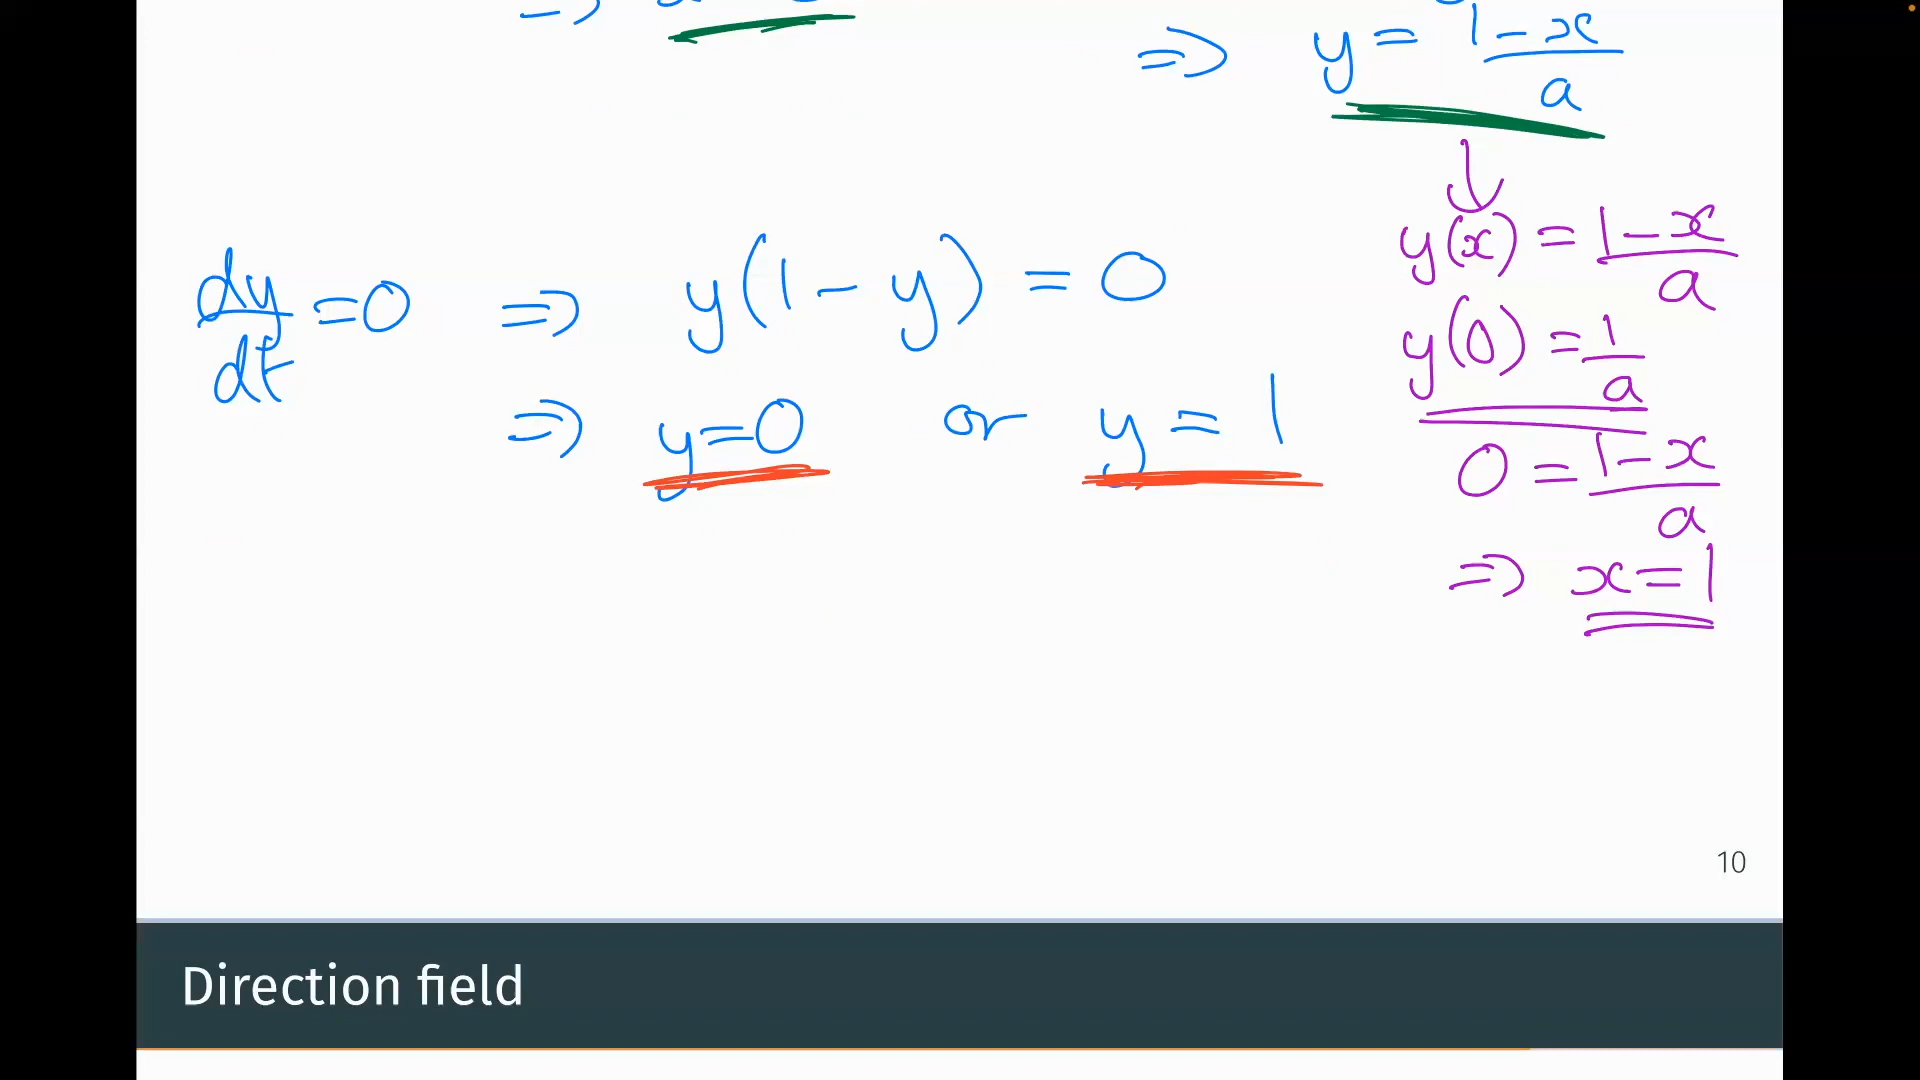 ⇒ y = 1-x/a
y(x) = 1-x/a
dy/dt = 0 ⇒ y(1-y) = 0
y(0) = 1/a
⇒ y=0 or y=1
0 = 1-x/a
⇒ x=1
10
Direction field